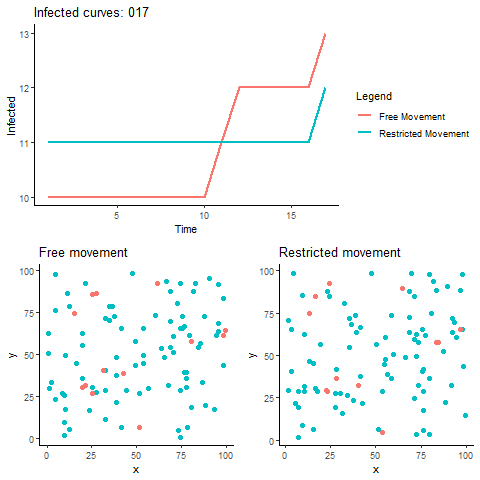 Infected curves: 017
13
12
11
10
Infected
5
10
15
Time
Legend
Free Movement
Restricted Movement
Free movement
100
75
50
25
0
y
0
25
50
75
100
x
Restricted movement
100
75
50
25
0
y
0
25
50
75
100
x